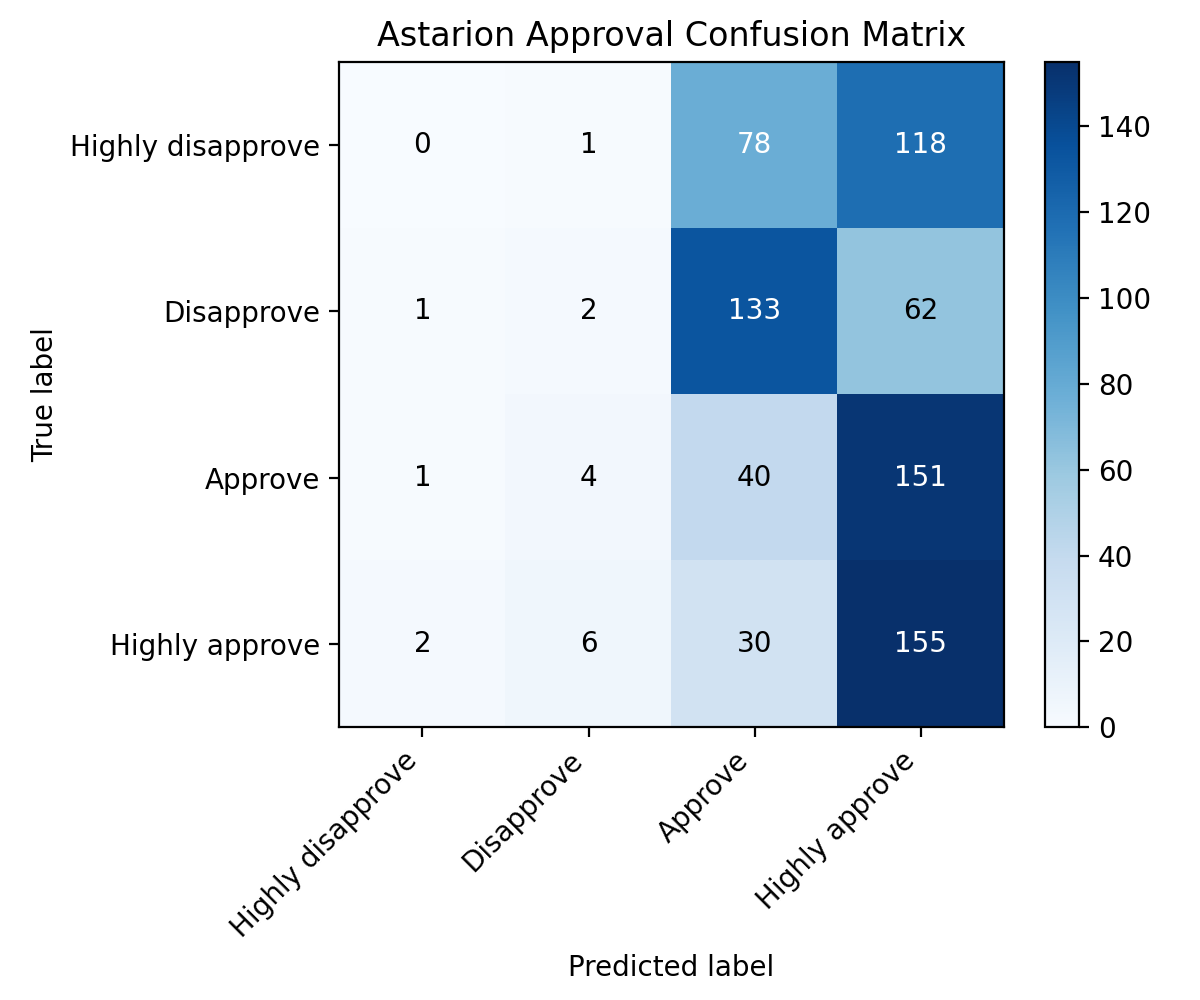 Astarion Approval Confusion Matrix
Highly disapprove
0 1 78 118
140
120
Disapprove
1 2 133 62
100
80
True label
Approve
1 4 40 151
60
40
Highly approve
2 6 30 155
20
0
Highly disapprove
Disapprove
Approve
Highly approve
Predicted label